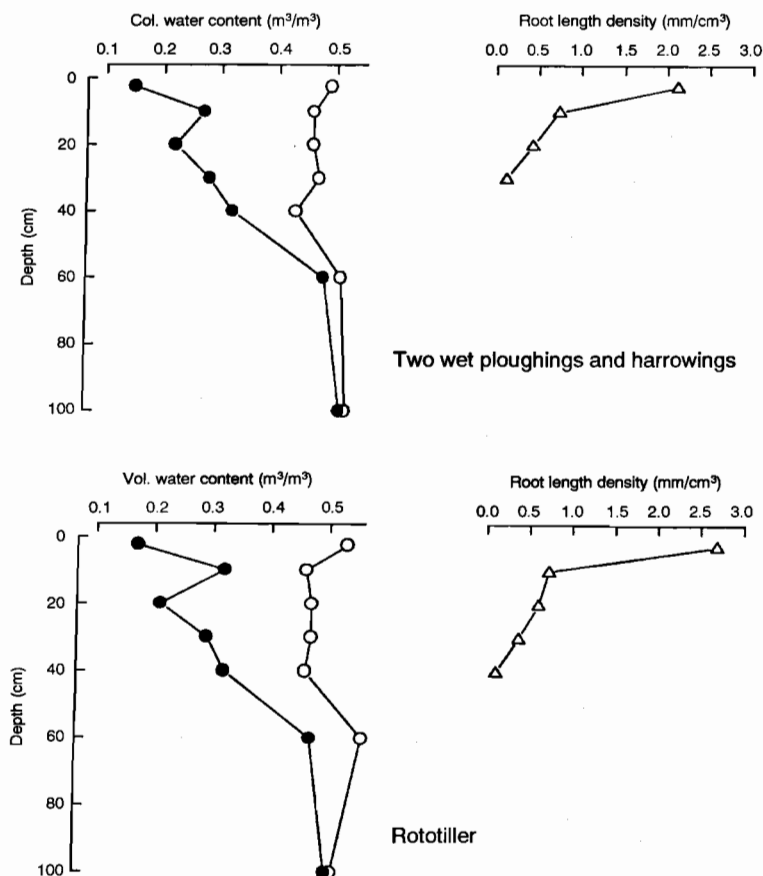 Col. water content (m³/m³)
0.1 0.2 0.3 0.4 0.5
Root length density (mm/cm³)
0.0 0.5 1.0 1.5 2.0 2.5 3.0
0
20
40
60
80
100
Depth (cm)
Two wet ploughings and harrowings
Vol. water content (m³/m³)
0.1 0.2 0.3 0.4 0.5
Root length density (mm/cm³)
0.0 0.5 1.0 1.5 2.0 2.5 3.0
0
20
40
60
80
100
Depth (cm)
Rototiller